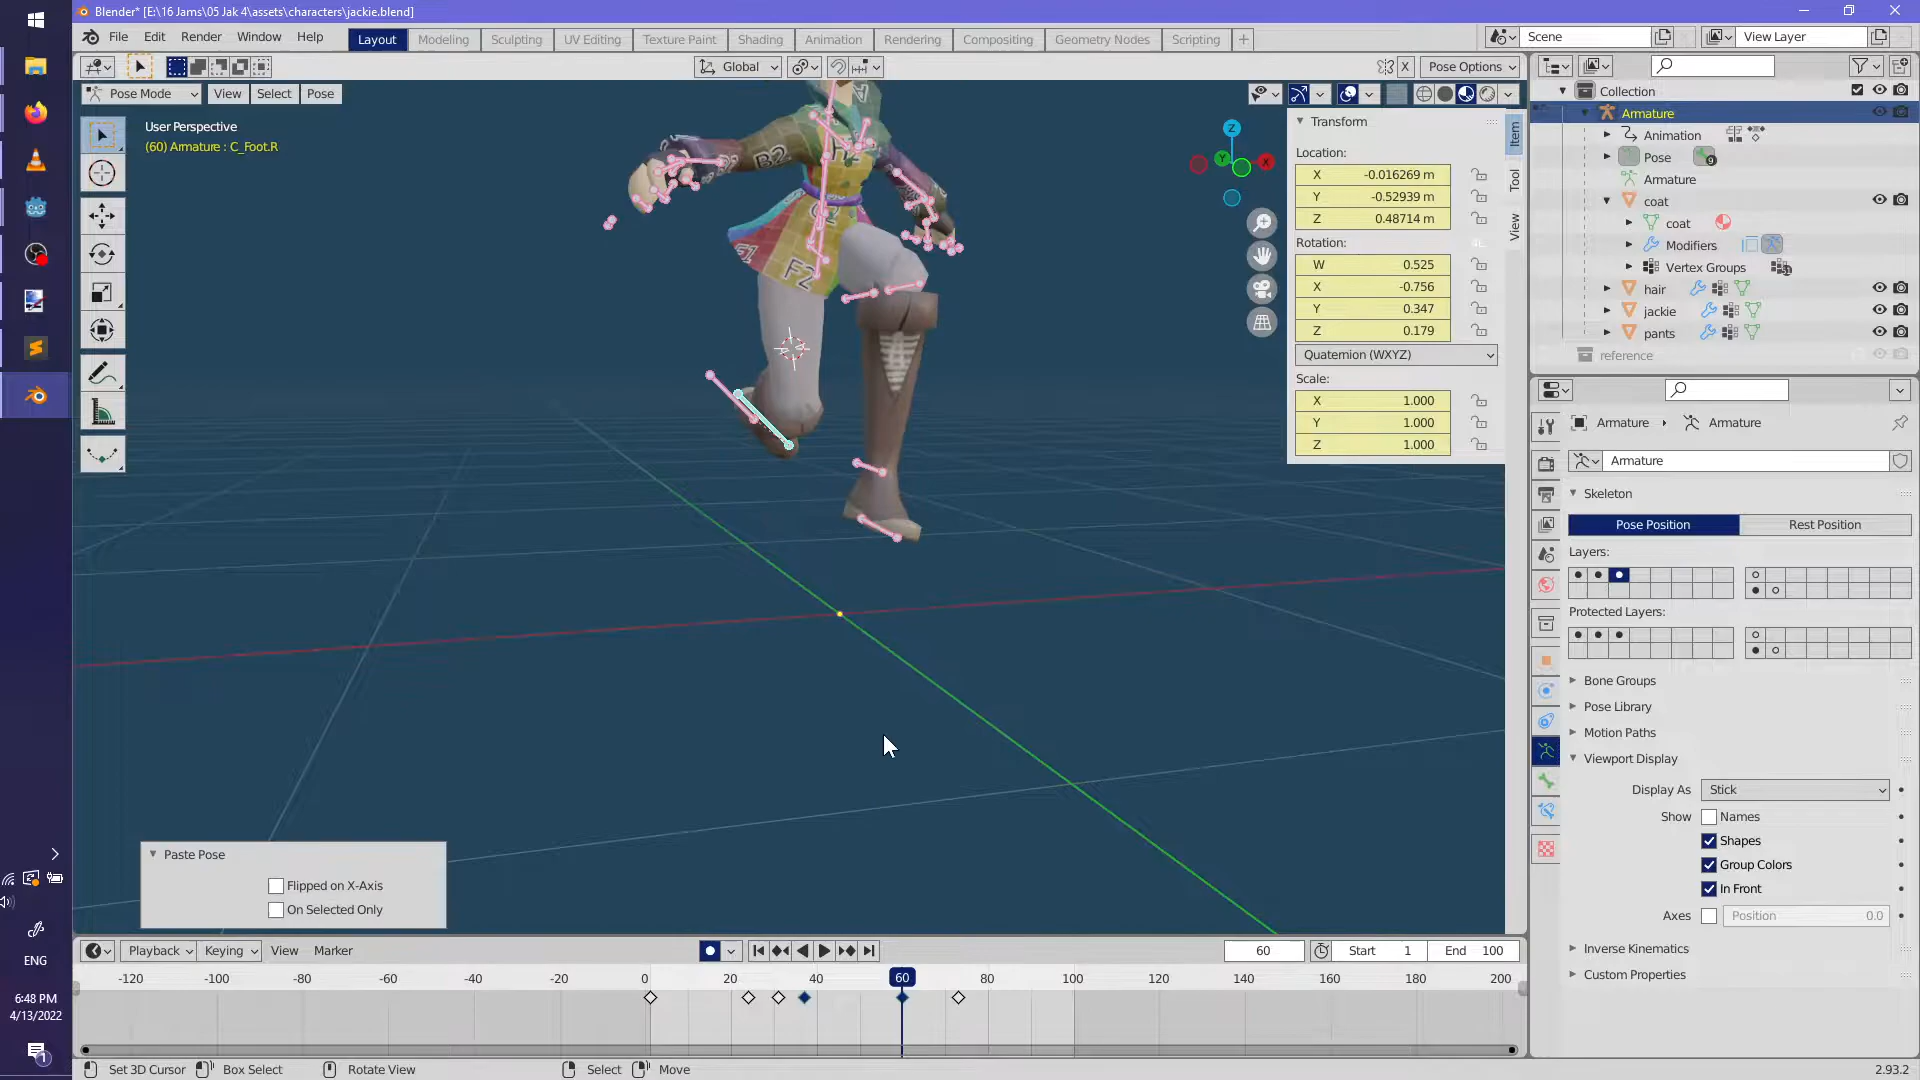 Blender* [E:\16 Jams\05 Jak 4\assets\characters\jackie.blend]
File Edit Render Window Help Layout Modeling Sculpting UV Editing Texture Paint Shading Animation Rendering Compositing Geometry Nodes Scripting Scene View Layer
Global X Pose Options
Pose Mode View Select Pose
User Perspective
(60) Armature : C_Foot.R
B2
F2
Z
Y
X
Transform
Location:
X -0.016269 m
Y -0.52939 m
Z 0.48714 m
Rotation:
W 0.525
X -0.756
Y 0.347
Z 0.179
Quaternion (WXYZ)
Scale:
X 1.000
Y 1.000
Z 1.000
Item
Tool
View
Collection
Armature
Animation
Pose
Armature
coat
coat
Modifiers
Vertex Groups
hair
jackie
pants
reference
Armature Armature
Armature
Skeleton
Pose Position Rest Position
Layers:
Protected Layers:
Bone Groups
Pose Library
Motion Paths
Viewport Display
Display As Stick
Show Names
Shapes
Group Colors
In Front
Axes Position 0.0
Inverse Kinematics
Custom Properties
Paste Pose
Flipped on X-Axis
On Selected Only
Playback Keying View Marker 60 Start 1 End 100
-120 -100 -80 -60 -40 -20 0 20 40 60 80 100 120 140 160 180 200
Set 3D Cursor Box Select Rotate View Select Move 2.93.2
ENG
6:48 PM
4/13/2022
1